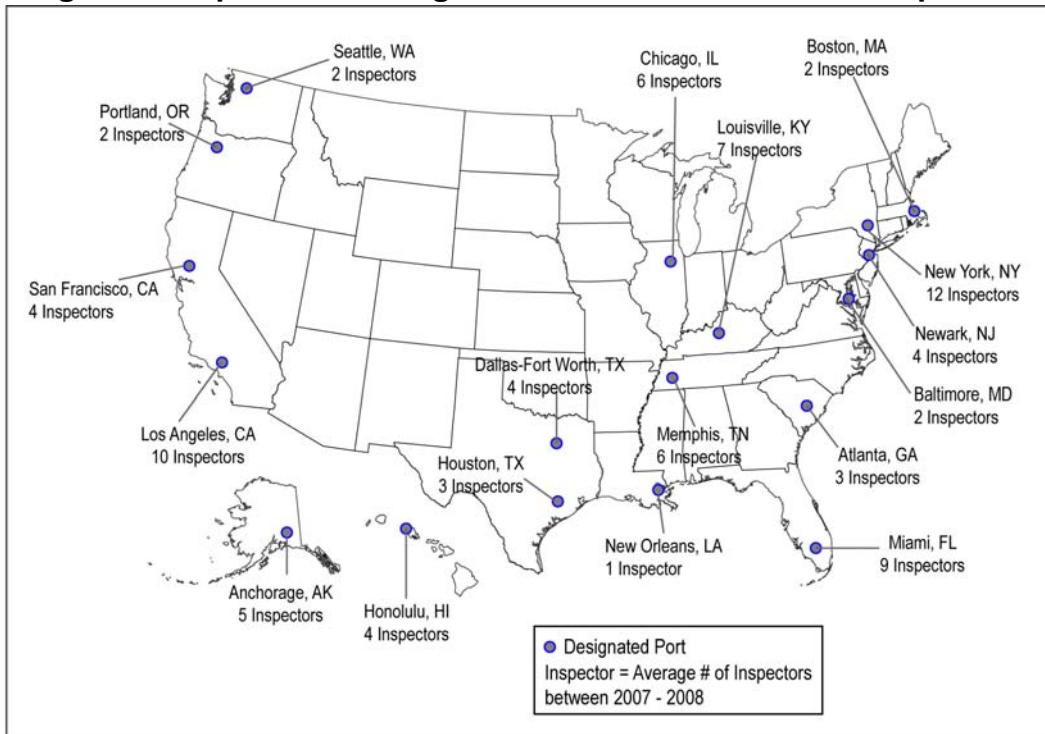 Seattle, WA
2 Inspectors
Chicago, IL
6 Inspectors
Boston, MA
2 Inspectors
Portland, OR
2 Inspectors
Louisville, KY
7 Inspectors
San Francisco, CA
4 Inspectors
New York, NY
12 Inspectors
Newark, NJ
4 Inspectors
Dallas-Fort Worth, TX
4 Inspectors
Baltimore, MD
2 Inspectors
Los Angeles, CA
10 Inspectors
Memphis, TN
6 Inspectors
Atlanta, GA
3 Inspectors
Houston, TX
3 Inspectors
New Orleans, LA
1 Inspector
Miami, FL
9 Inspectors
Anchorage, AK
5 Inspectors
Honolulu, HI
4 Inspectors
Designated Port
Inspector = Average # of Inspectors
between 2007 - 2008